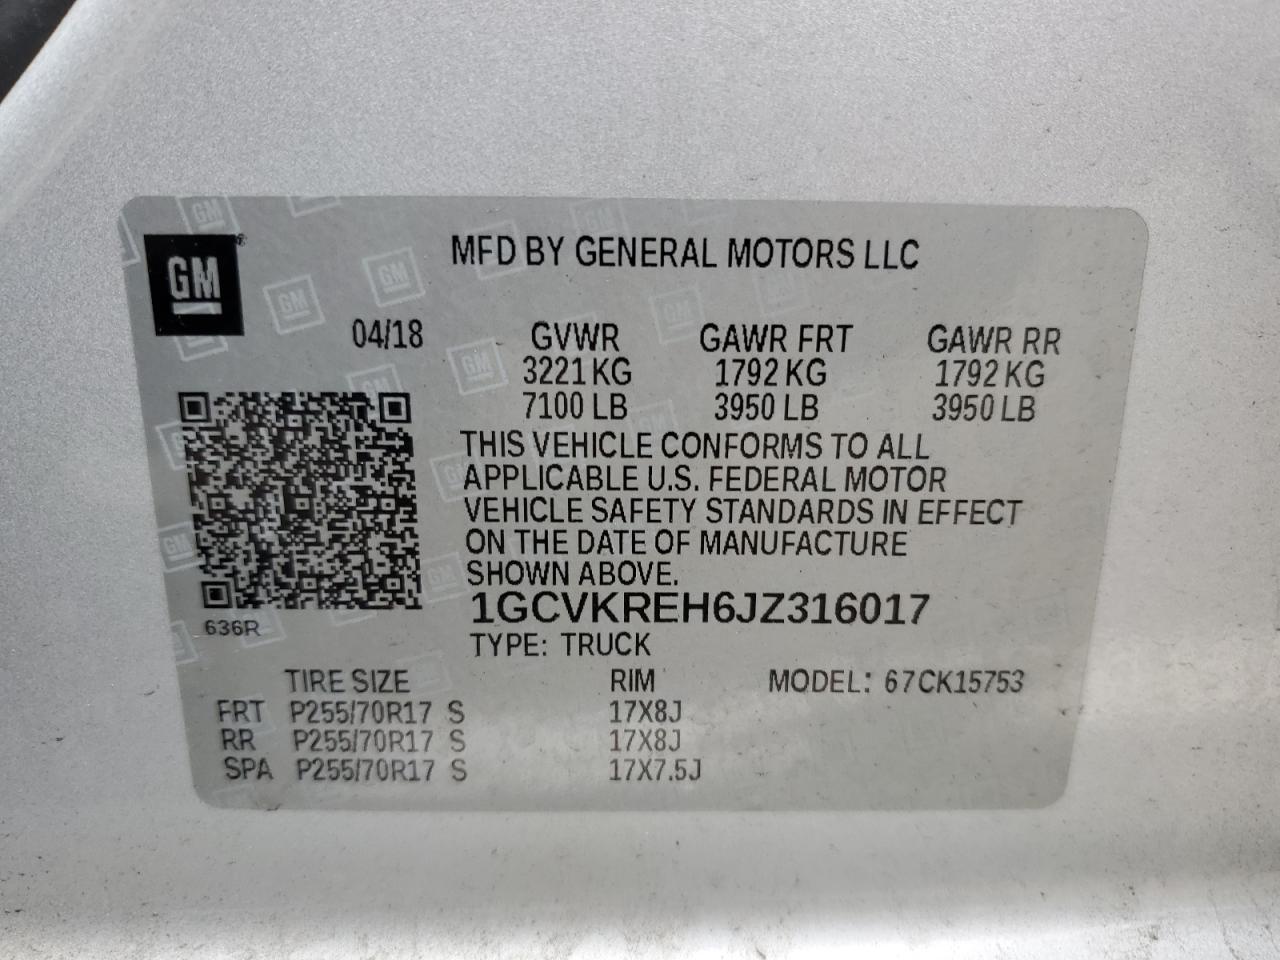 GM
MFD BY GENERAL MOTORS LLC
04/18 GVWR GAWR FRT GAWR RR
3221 KG 1792 KG 1792 KG
7100 LB 3950 LB 3950 LB
THIS VEHICLE CONFORMS TO ALL
APPLICABLE U.S. FEDERAL MOTOR
VEHICLE SAFETY STANDARDS IN EFFECT
ON THE DATE OF MANUFACTURE
SHOWN ABOVE.
1GCVKREH6JZ316017
636R
TYPE: TRUCK
TIRE SIZE RIM MODEL: 67CK15753
FRT P255/70R17 S 17X8J
RR P255/70R17 S 17X8J
SPA P255/70R17 S 17X7.5J